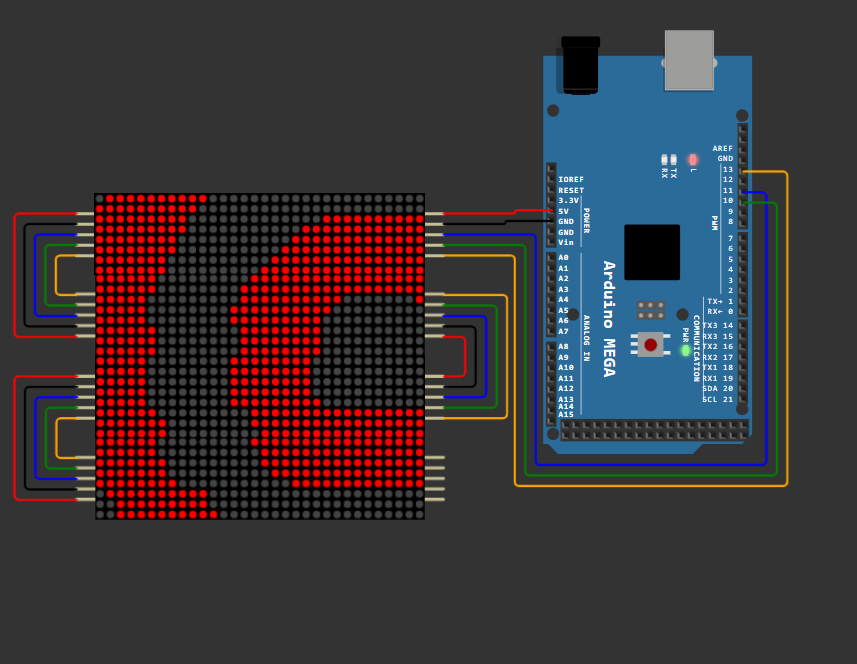 AREF
GND
13
12
11
10
9
8
7
6
5
4
3
2
TX→ 1
RX← 0
TX3 14
RX3 15
TX2 16
RX2 17
TX1 18
RX1 19
SDA 20
SCL 21
PWM
COMMUNICATION
RX
TX
L
PWR
Arduino MEGA
IOREF
RESET
3.3V
5V
GND
GND
Vin
POWER
A0
A1
A2
A3
A4
A5
A6
A7
A8
A9
A10
A11
A12
A13
A14
A15
ANALOG IN